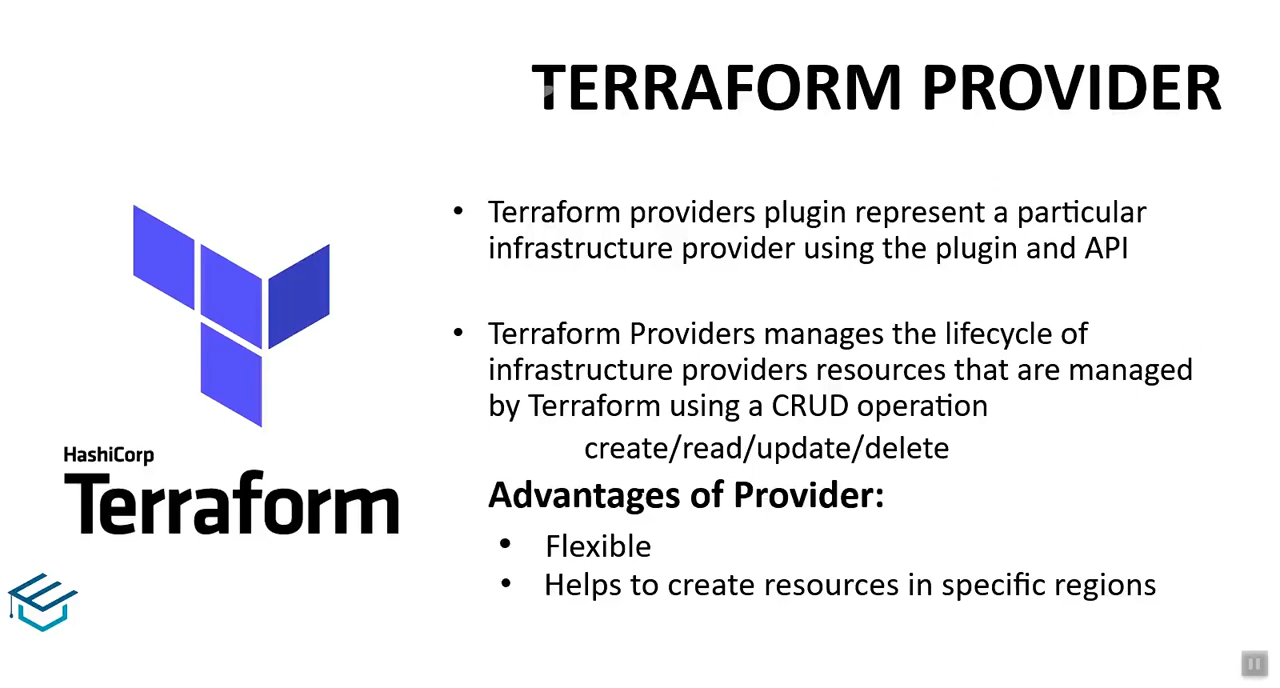 TERRAFORM PROVIDER
• Terraform providers plugin represent a particular
infrastructure provider using the plugin and API
• Terraform Providers manages the lifecycle of
infrastructure providers resources that are managed
by Terraform using a CRUD operation
create/read/update/delete
Advantages of Provider:
• Flexible
• Helps to create resources in specific regions
HashiCorp
Terraform